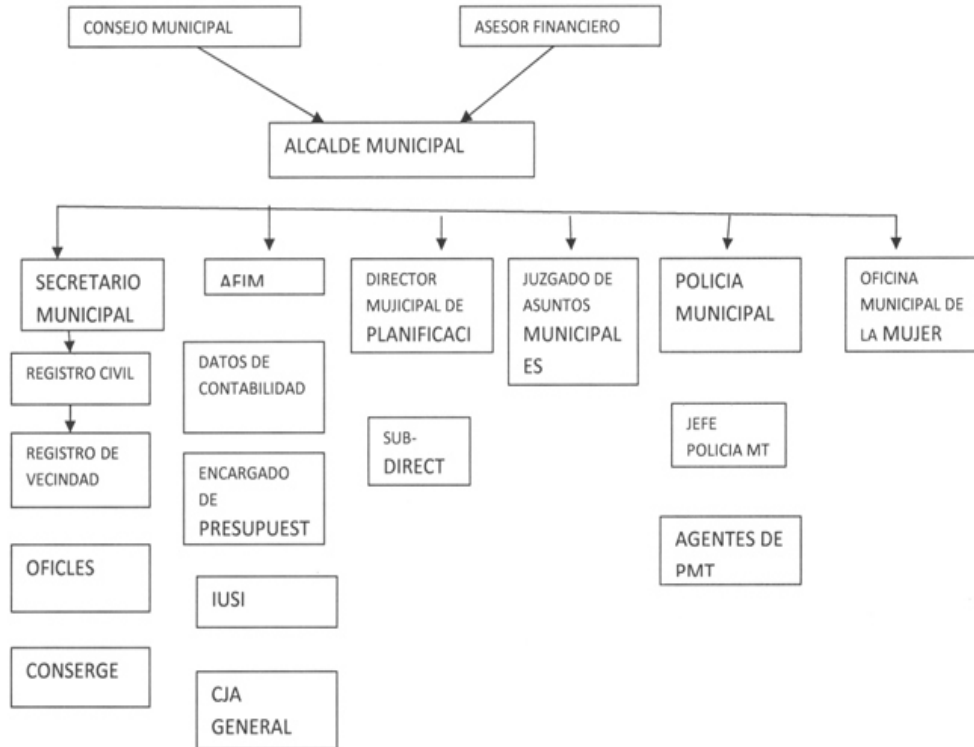 CONSEJO MUNICIPAL
ASESOR FINANCIERO
ALCALDE MUNICIPAL
SECRETARIO
MUNICIPAL
AFIM
DIRECTOR
MUJICIPAL DE
PLANIFICACI
JUZGADO DE
ASUNTOS
MUNICIPAL
ES
POLICIA
MUNICIPAL
OFICINA
MUNICIPAL DE
LA MUJER
REGISTRO CIVIL
REGISTRO DE
VECINDAD
OFICLES
CONSERGE
DATOS DE
CONTABILIDAD
ENCARGADO
DE
PRESUPUEST
IUSI
CJA
GENERAL
SUB-
DIRECT
JEFE
POLICIA MT
AGENTES DE
PMT